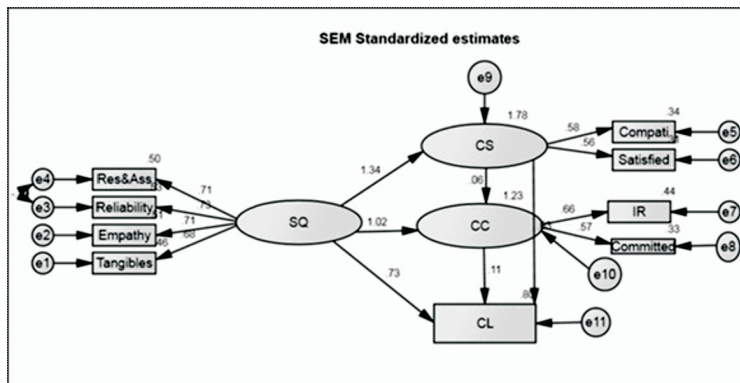 SEM Standardized estimates
e9
1.78
CS
.58
.34
Compati.
e5
.56
Satisfied
e6
.50
e4
Res&Ass
.71
1.34
e3
Reliability
.73
.06
1.23
.44
e2
Empathy
.71
SQ
1.02
CC
.66
IR
e7
.46
.68
.57
.33
e1
Tangibles
Committed
e8
.73
.11
e10
.80
CL
e11